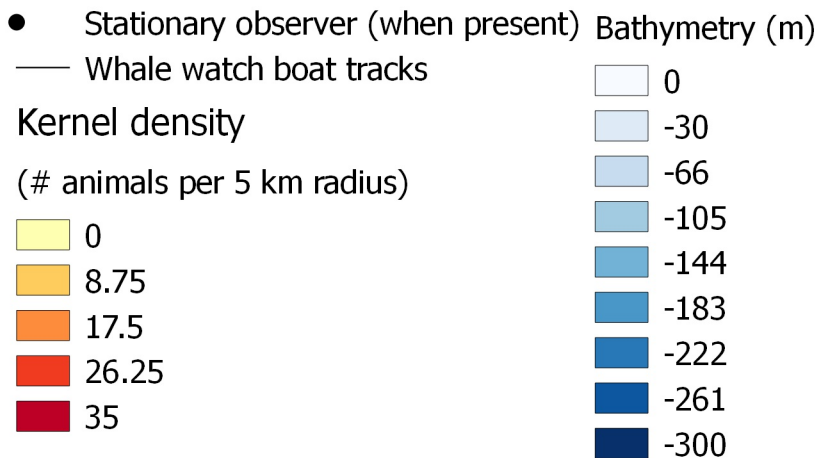 Stationary observer (when present)
Whale watch boat tracks
Kernel density
(# animals per 5 km radius)
0
8.75
17.5
26.25
35
Bathymetry (m)
0
-30
-66
-105
-144
-183
-222
-261
-300